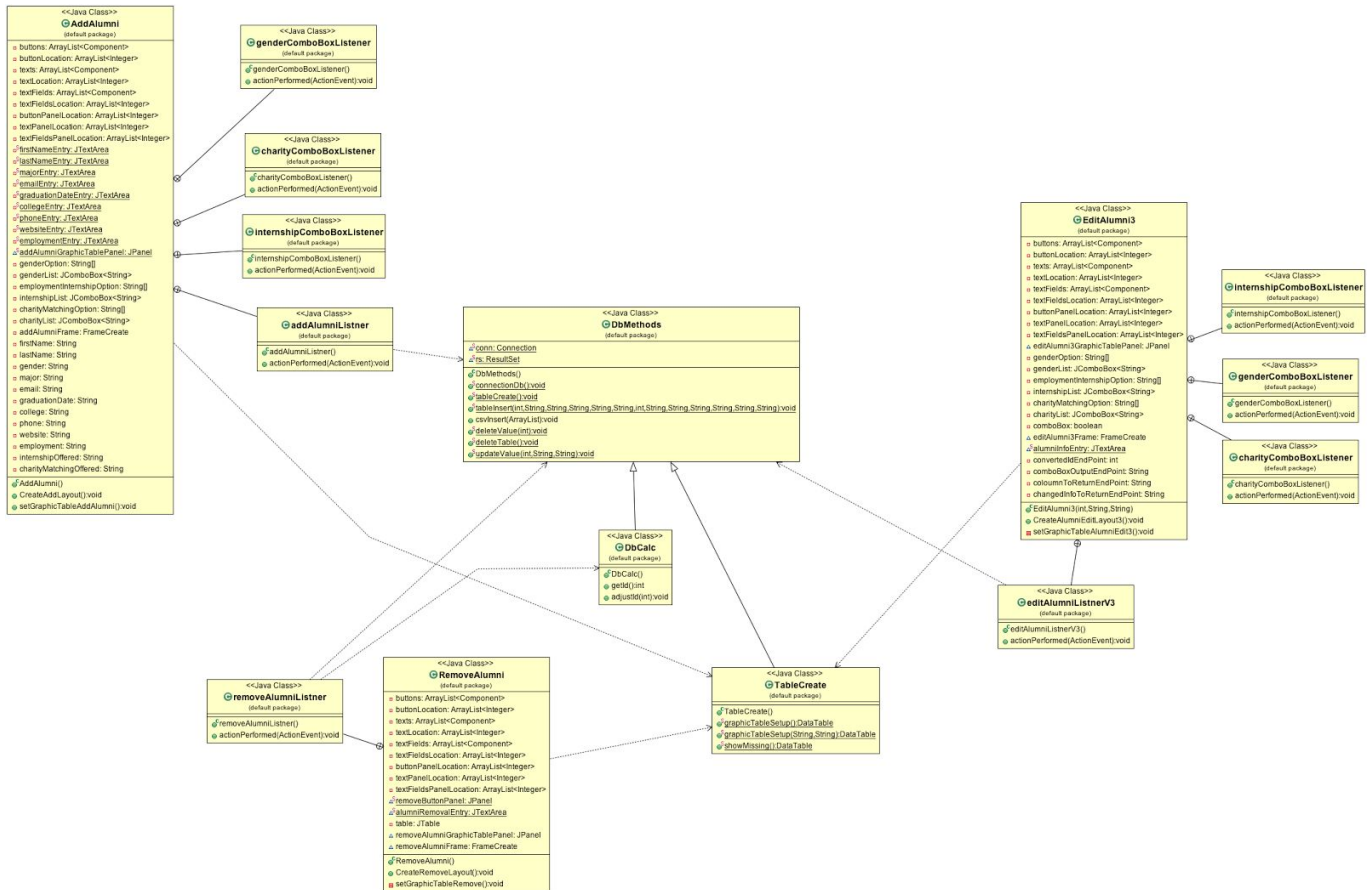 <<Java Class>>
AddAlumni
(default package)
buttons: ArrayList<Component>
buttonLocation: ArrayList<Integer>
texts: ArrayList<Component>
textLocation: ArrayList<Integer>
textFields: ArrayList<Component>
textFieldsLocation: ArrayList<Integer>
buttonPanelLocation: ArrayList<Integer>
textPanelLocation: ArrayList<Integer>
textFieldsPanelLocation: ArrayList<Integer>
firstNameEntry: JTextArea
lastNameEntry: JTextArea
majorEntry: JTextArea
emailEntry: JTextArea
graduationDateEntry: JTextArea
collegeEntry: JTextArea
phoneEntry: JTextArea
websiteEntry: JTextArea
employmentEntry: JTextArea
addAlumniGraphicTablePanel: JPanel
genderOption: String[]
genderList: JComboBox<String>
employmentInternshipOption: String[]
internshipList: JComboBox<String>
charityMatchingOption: String[]
charityList: JComboBox<String>
addAlumniFrame: FrameCreate
firstName: String
lastName: String
gender: String
major: String
email: String
graduationDate: String
college: String
phone: String
website: String
employment: String
internshipOffered: String
charityMatchingOffered: String
AddAlumni()
CreateAddLayout():void
setGraphicTableAddAlumni():void
<<Java Class>>
genderComboBoxListener
(default package)
genderComboBoxListener()
actionPerformed(ActionEvent):void
<<Java Class>>
charityComboBoxListener
(default package)
charityComboBoxListener()
actionPerformed(ActionEvent):void
<<Java Class>>
internshipComboBoxListener
(default package)
internshipComboBoxListener()
actionPerformed(ActionEvent):void
<<Java Class>>
addAlumniListner
(default package)
addAlumniListner()
actionPerformed(ActionEvent):void
<<Java Class>>
DbMethods
(default package)
conn: Connection
rs: ResultSet
DbMethods()
connectionDb():void
tableCreate():void
tableInsert(int,String,String,String,String,String,int,String,String,String,String,String,String):void
csvInsert(ArrayList):void
deleteValue(int):void
deleteTable():void
updateValue(int,String,String):void
<<Java Class>>
EditAlumni3
(default package)
buttons: ArrayList<Component>
buttonLocation: ArrayList<Integer>
texts: ArrayList<Component>
textLocation: ArrayList<Integer>
textFields: ArrayList<Component>
textFieldsLocation: ArrayList<Integer>
buttonPanelLocation: ArrayList<Integer>
textPanelLocation: ArrayList<Integer>
textFieldsPanelLocation: ArrayList<Integer>
editAlumni3GraphicTablePanel: JPanel
genderOption: String[]
genderList: JComboBox<String>
employmentInternshipOption: String[]
internshipList: JComboBox<String>
charityMatchingOption: String[]
charityList: JComboBox<String>
comboBox: boolean
editAlumni3Frame: FrameCreate
alumniInfoEntry: JTextArea
convertedIdEndPoint: int
comboBoxOutputEndPoint: String
coloumnToReturnEndPoint: String
changedInfoToReturnEndPoint: String
EditAlumni3(int,String,String)
CreateAlumniEditLayout3():void
setGraphicTableAlumniEdit3():void
<<Java Class>>
internshipComboBoxListener
(default package)
internshipComboBoxListener()
actionPerformed(ActionEvent):void
<<Java Class>>
genderComboBoxListener
(default package)
genderComboBoxListener()
actionPerformed(ActionEvent):void
<<Java Class>>
charityComboBoxListener
(default package)
charityComboBoxListener()
actionPerformed(ActionEvent):void
<<Java Class>>
DbCalc
(default package)
DbCalc()
getId():int
adjustId(int):void
<<Java Class>>
editAlumniListnerV3
(default package)
editAlumniListnerV3()
actionPerformed(ActionEvent):void
<<Java Class>>
removeAlumniListner
(default package)
removeAlumniListner()
actionPerformed(ActionEvent):void
<<Java Class>>
RemoveAlumni
(default package)
buttons: ArrayList<Component>
buttonLocation: ArrayList<Integer>
texts: ArrayList<Component>
textLocation: ArrayList<Integer>
textFields: ArrayList<Component>
textFieldsLocation: ArrayList<Integer>
buttonPanelLocation: ArrayList<Integer>
textPanelLocation: ArrayList<Integer>
textFieldsPanelLocation: ArrayList<Integer>
removeButtonPanel: JPanel
alumniRemovalEntry: JTextArea
table: JTable
removeAlumniGraphicTablePanel: JPanel
removeAlumniFrame: FrameCreate
RemoveAlumni()
CreateRemoveLayout():void
setGraphicTableRemove():void
<<Java Class>>
TableCreate
(default package)
TableCreate()
graphicTableSetup():DataTable
graphicTableSetup(String,String):DataTable
showMissing():DataTable